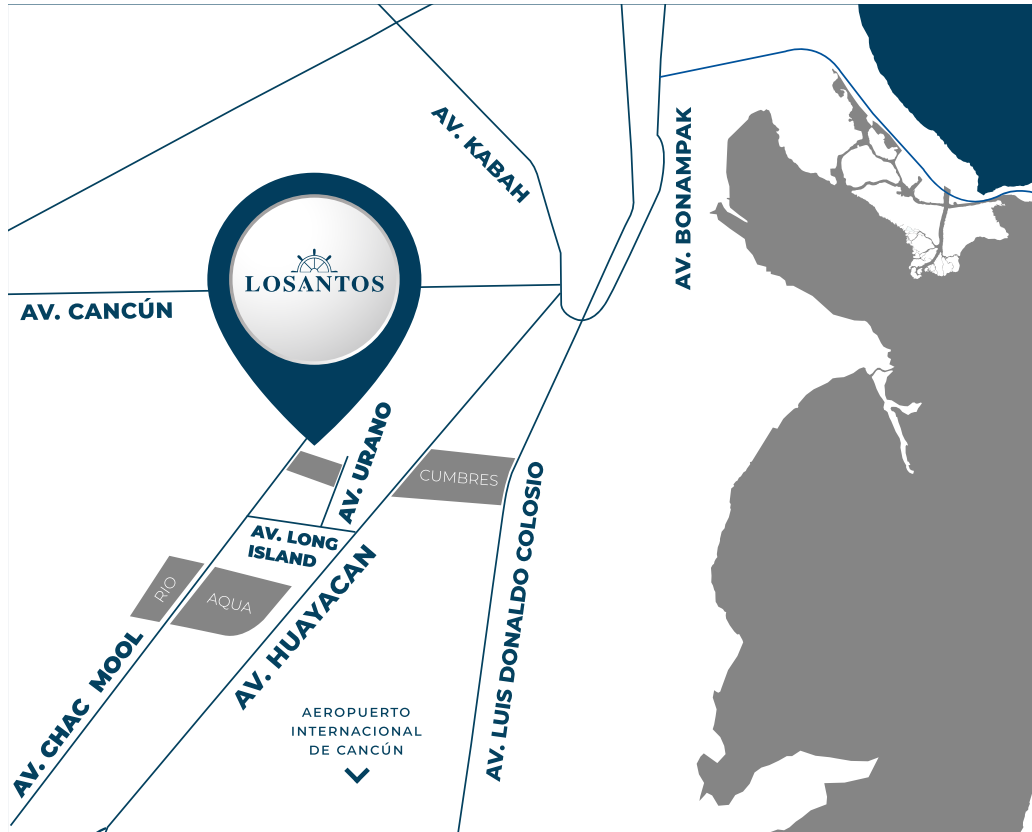 AV. KABAH
AV. BONAMPAK
LOSANTOS
AV. CANCÚN
AV. URANO
CUMBRES
AV. LONG
ISLAND
RIO
AQUA
AV. HUAYACAN
AV. LUIS DONALDO COLOSIO
AV. CHAC MOOL
AEROPUERTO
INTERNACIONAL
DE CANCÚN